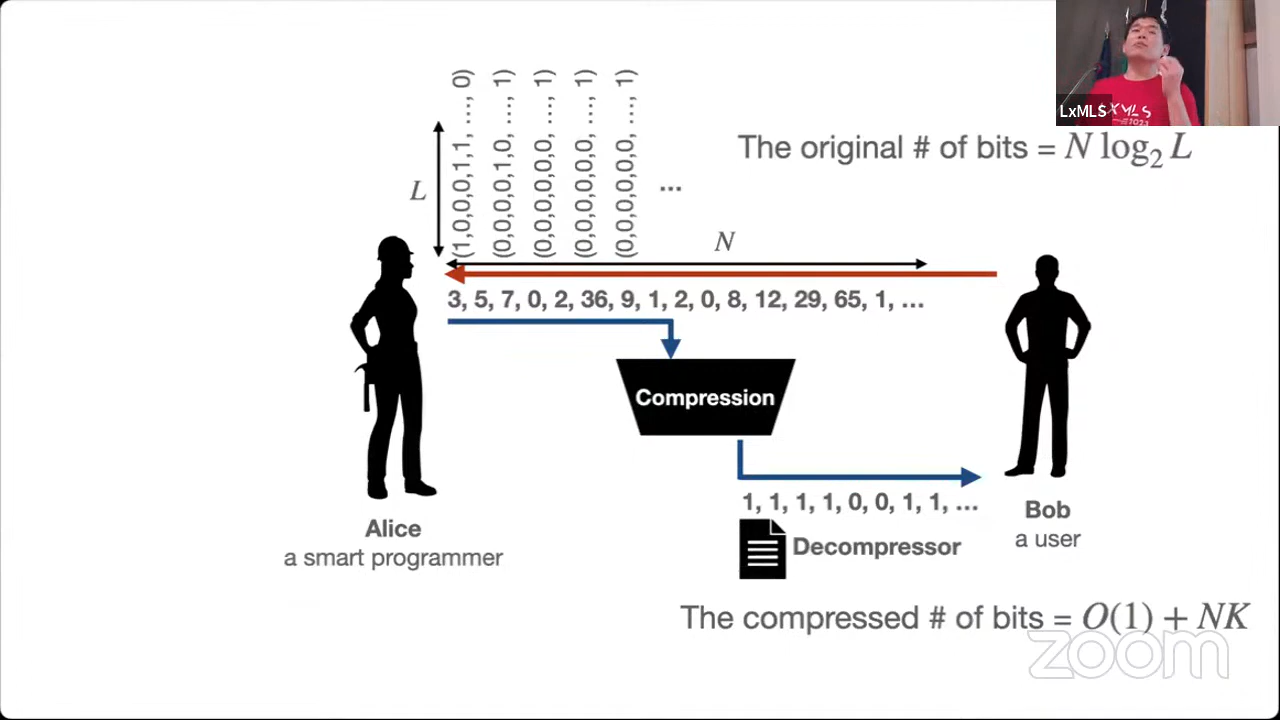 LxMLS
The original # of bits = N log₂ L
(1,0,0,0,1,1, …, 0)
(0,0,0,0,1,0, …, 1)
(0,0,0,0,0,0, …, 1)
(0,0,0,0,0,0, …, 1)
(0,0,0,0,0,0, …, 1)
...
L
N
3, 5, 7, 0, 2, 36, 9, 1, 2, 0, 8, 12, 29, 65, 1, …
Compression
1, 1, 1, 1, 0, 0, 1, 1, …
Decompressor
Alice
a smart programmer
Bob
a user
The compressed # of bits = O(1) + NK
zoom